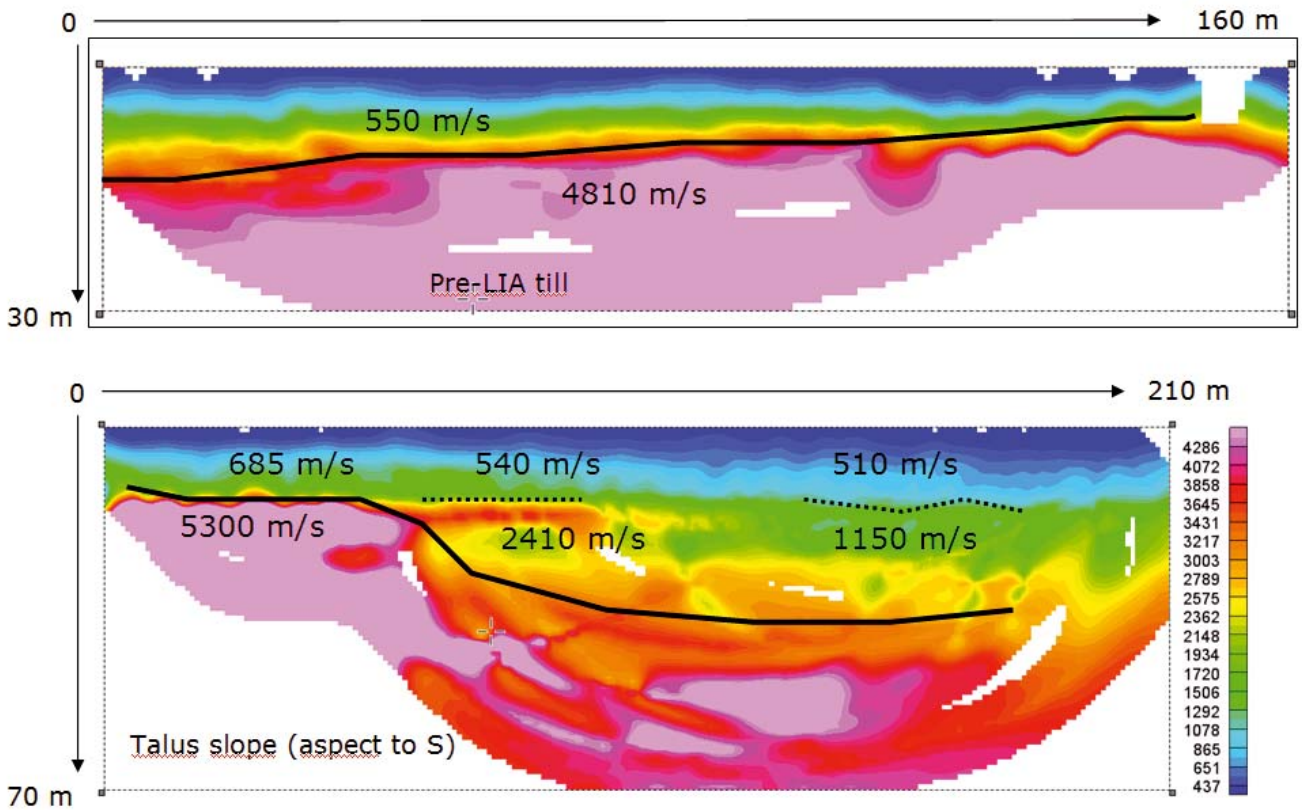 0 160 m
550 m/s
4810 m/s
Pre-LIA till
30 m
0 210 m
685 m/s 540 m/s 510 m/s
5300 m/s 2410 m/s 1150 m/s
Talus slope (aspect to S)
70 m
4286
4072
3858
3645
3431
3217
3003
2789
2575
2362
2148
1934
1720
1506
1292
1078
865
651
437